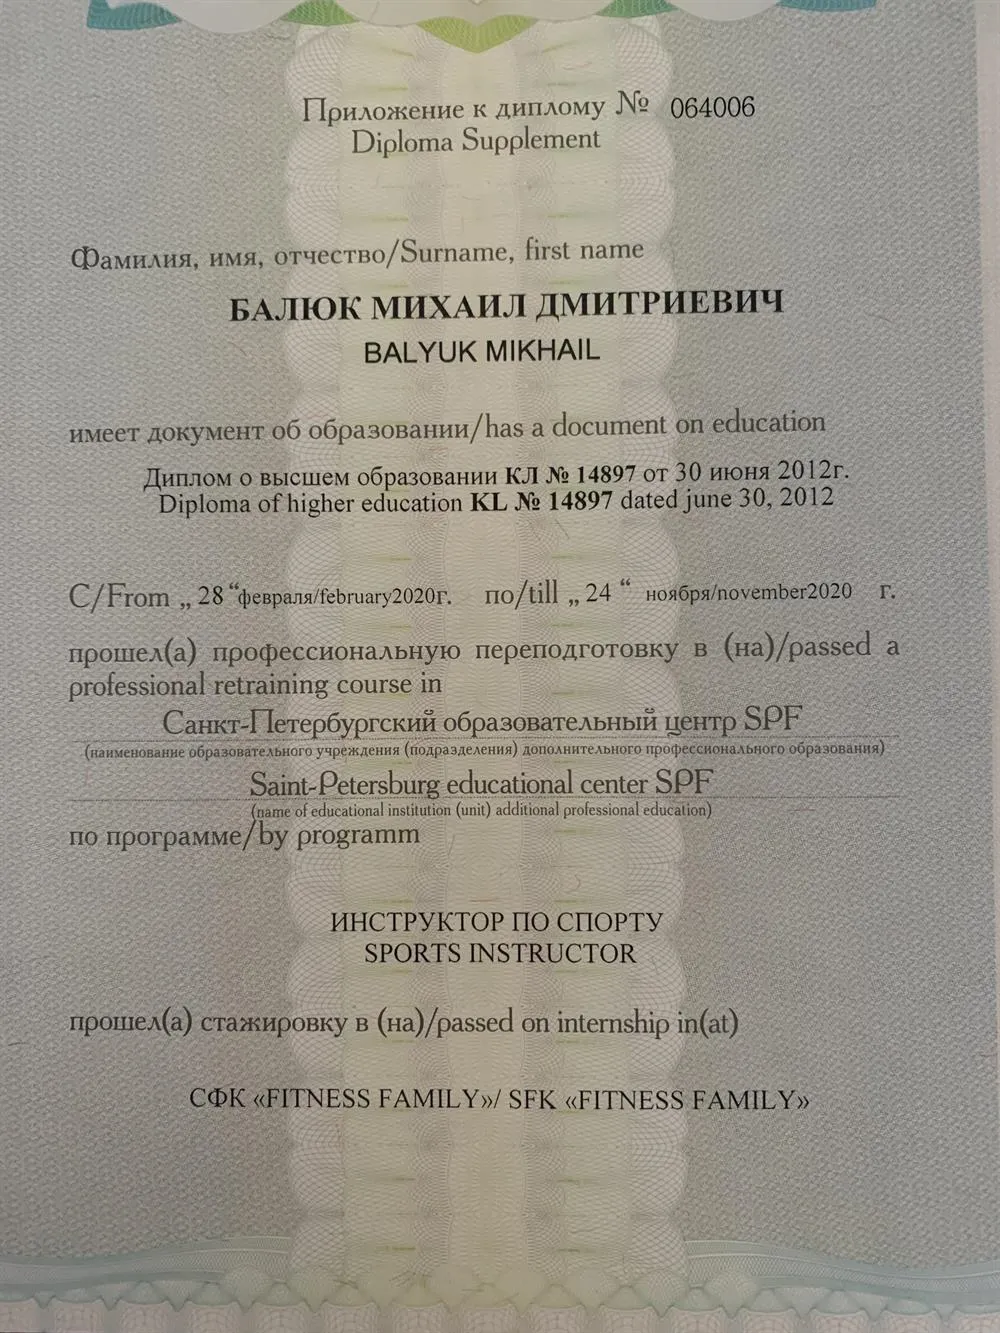 Приложение к диплому № 064006
Diploma Supplement
Фамилия, имя, отчество/Surname, first name
БАЛЮК МИХАИЛ ДМИТРИЕВИЧ
BALYUK MIKHAIL
имеет документ об образовании/has a document on education
Диплом о высшем образовании КЛ № 14897 от 30 июня 2012г.
Diploma of higher education KL № 14897 dated june 30, 2012
С/From „ 28 “февраля/february2020г. по/till „ 24 “ ноября/november2020 г.
прошел(а) профессиональную переподготовку в (на)/passed a
professional retraining course in
Санкт-Петербургский образовательный центр SPF
(наименование образовательного учреждения (подразделения) дополнительного профессионального образования)
Saint-Petersburg educational center SPF
(name of educational institution (unit) additional professional education)
по программе/by programm
ИНСТРУКТОР ПО СПОРТУ
SPORTS INSTRUCTOR
прошел(а) стажировку в (на)/passed on internship in(at)
СФК «FITNESS FAMILY»/ SFK «FITNESS FAMILY»